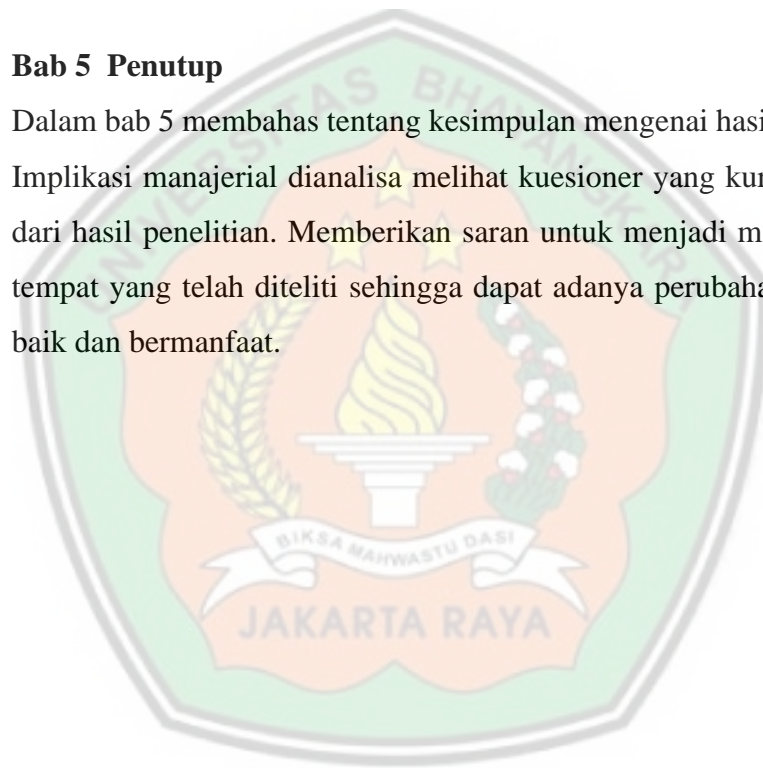 Bab 5 Penutup
Dalam bab 5 membahas tentang kesimpulan mengenai hasi
Implikasi manajerial dianalisa melihat kuesioner yang kur
dari hasil penelitian. Memberikan saran untuk menjadi m
tempat yang telah diteliti sehingga dapat adanya perubaha
baik dan bermanfaat.
UNIVERSITAS BHAYANGKARA
BIKSA MAHWASTU DASI
JAKARTA RAYA